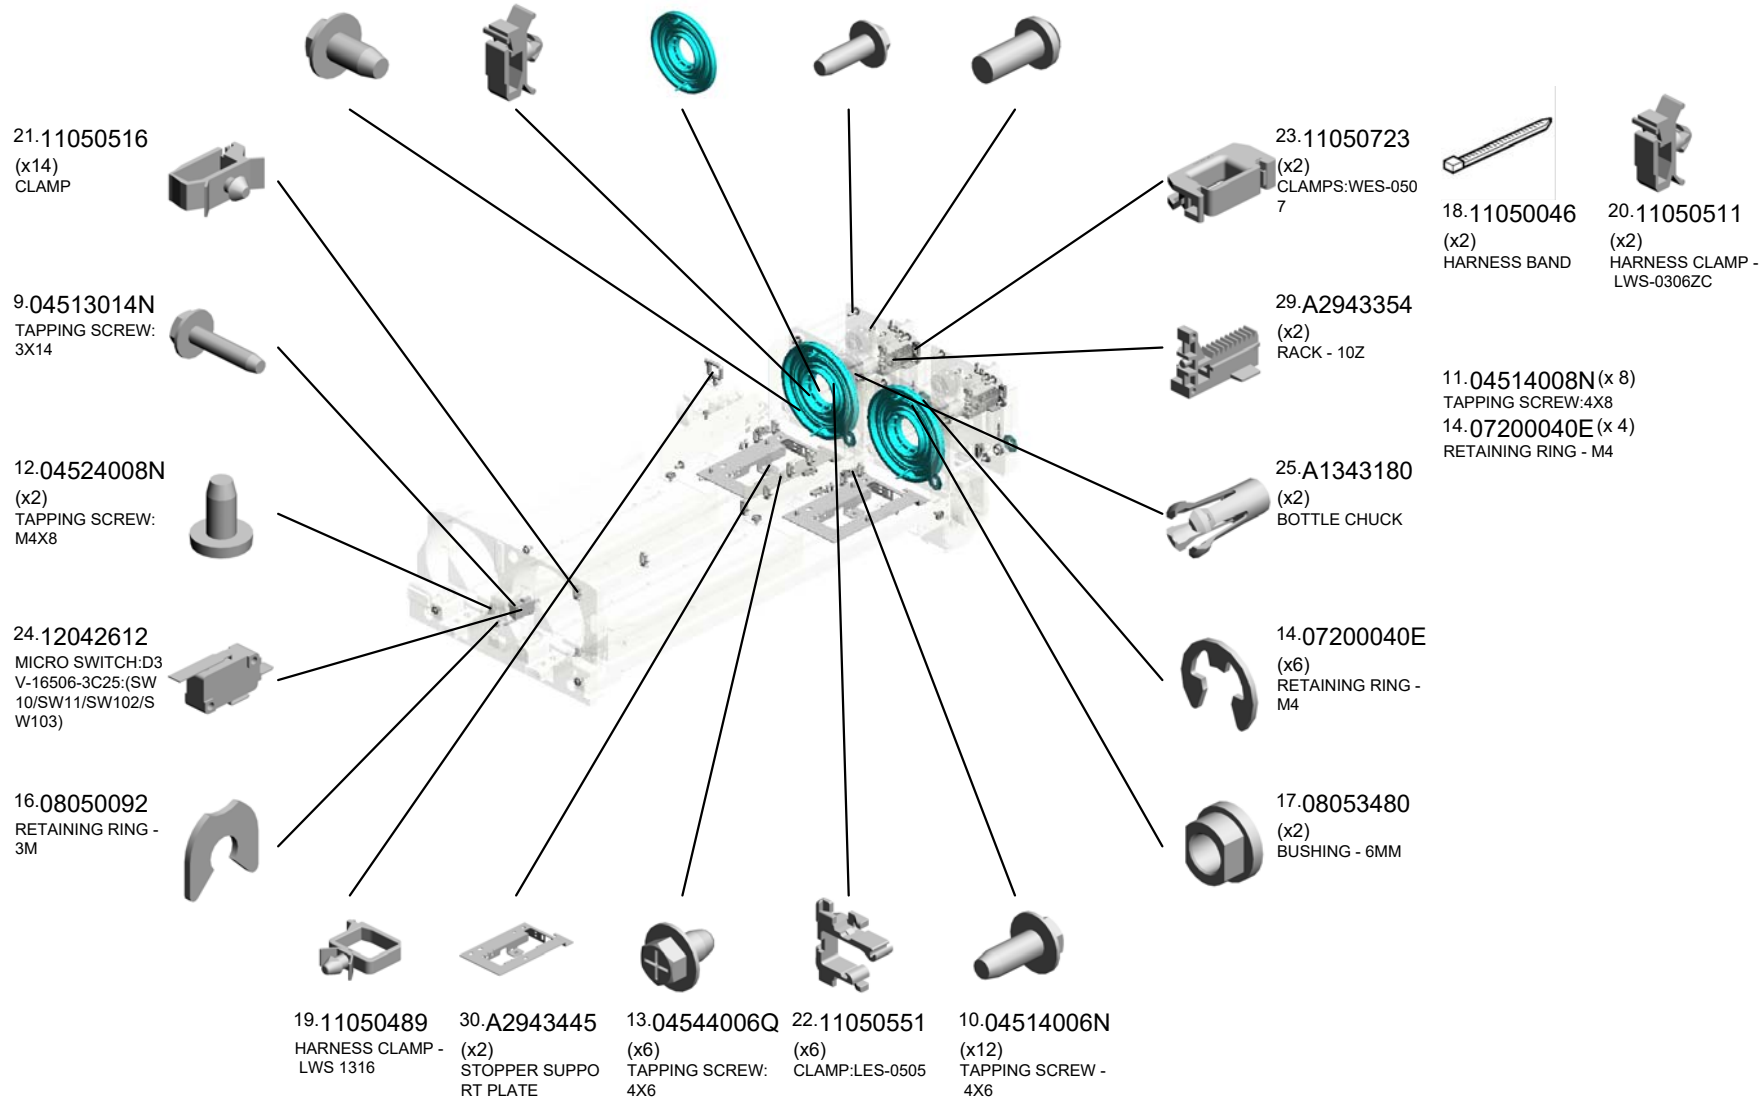 21.11050516
(x14)
CLAMP
9.04513014N
TAPPING SCREW:
3X14
12.04524008N
(x2)
TAPPING SCREW:
M4X8
24.12042612
MICRO SWITCH:D3
V-16506-3C25:(SW
10/SW11/SW102/S
W103)
16.08050092
RETAINING RING -
3M
19.11050489
HARNESS CLAMP -
LWS 1316
30.A2943445
(x2)
STOPPER SUPPO
RT PLATE
13.04544006Q
(x6)
TAPPING SCREW:
4X6
22.11050551
(x6)
CLAMP:LES-0505
10.04514006N
(x12)
TAPPING SCREW -
4X6
23.11050723
(x2)
CLAMPS:WES-050
7
29.A2943354
(x2)
RACK - 10Z
25.A1343180
(x2)
BOTTLE CHUCK
14.07200040E
(x6)
RETAINING RING -
M4
17.08053480
(x2)
BUSHING - 6MM
18.11050046
(x2)
HARNESS BAND
20.11050511
(x2)
HARNESS CLAMP -
LWS-0306ZC
11.04514008N (x 8)
TAPPING SCREW:4X8
14.07200040E (x 4)
RETAINING RING - M4